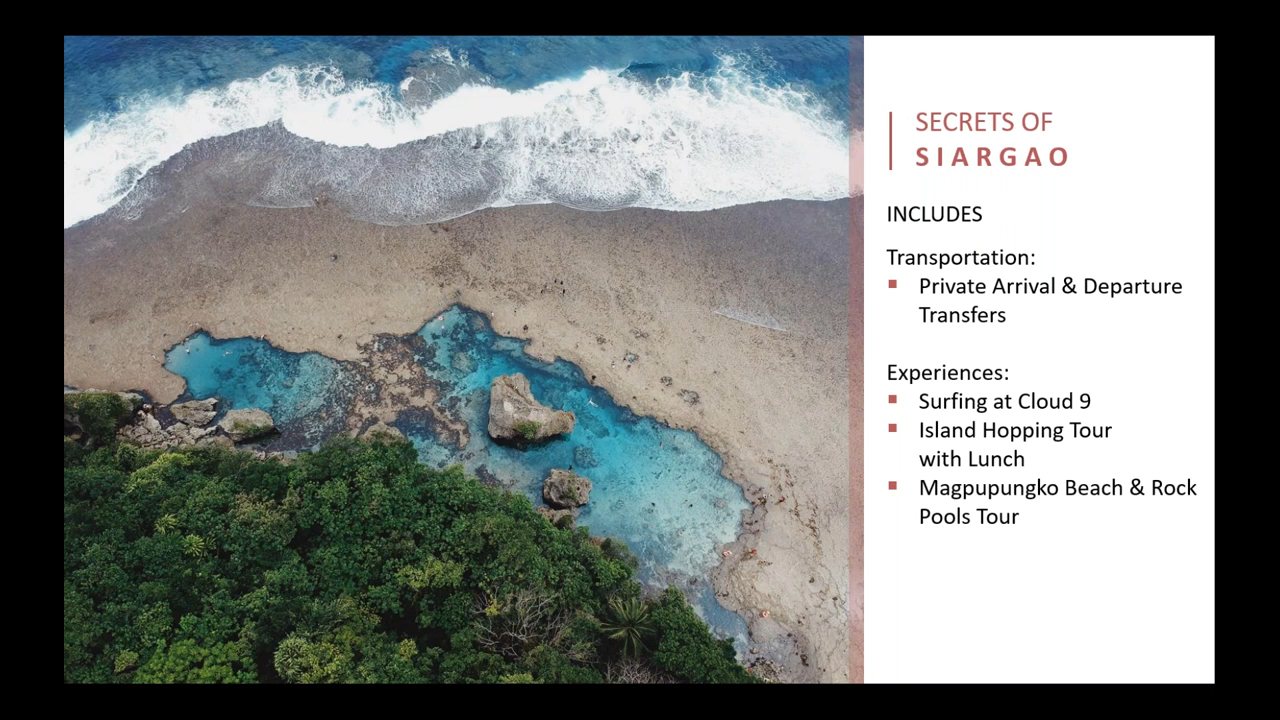 SECRETS OF
SIARGAO
INCLUDES
Transportation:
▪ Private Arrival & Departure
Transfers
Experiences:
▪ Surfing at Cloud 9
▪ Island Hopping Tour
with Lunch
▪ Magpupungko Beach & Rock
Pools Tour